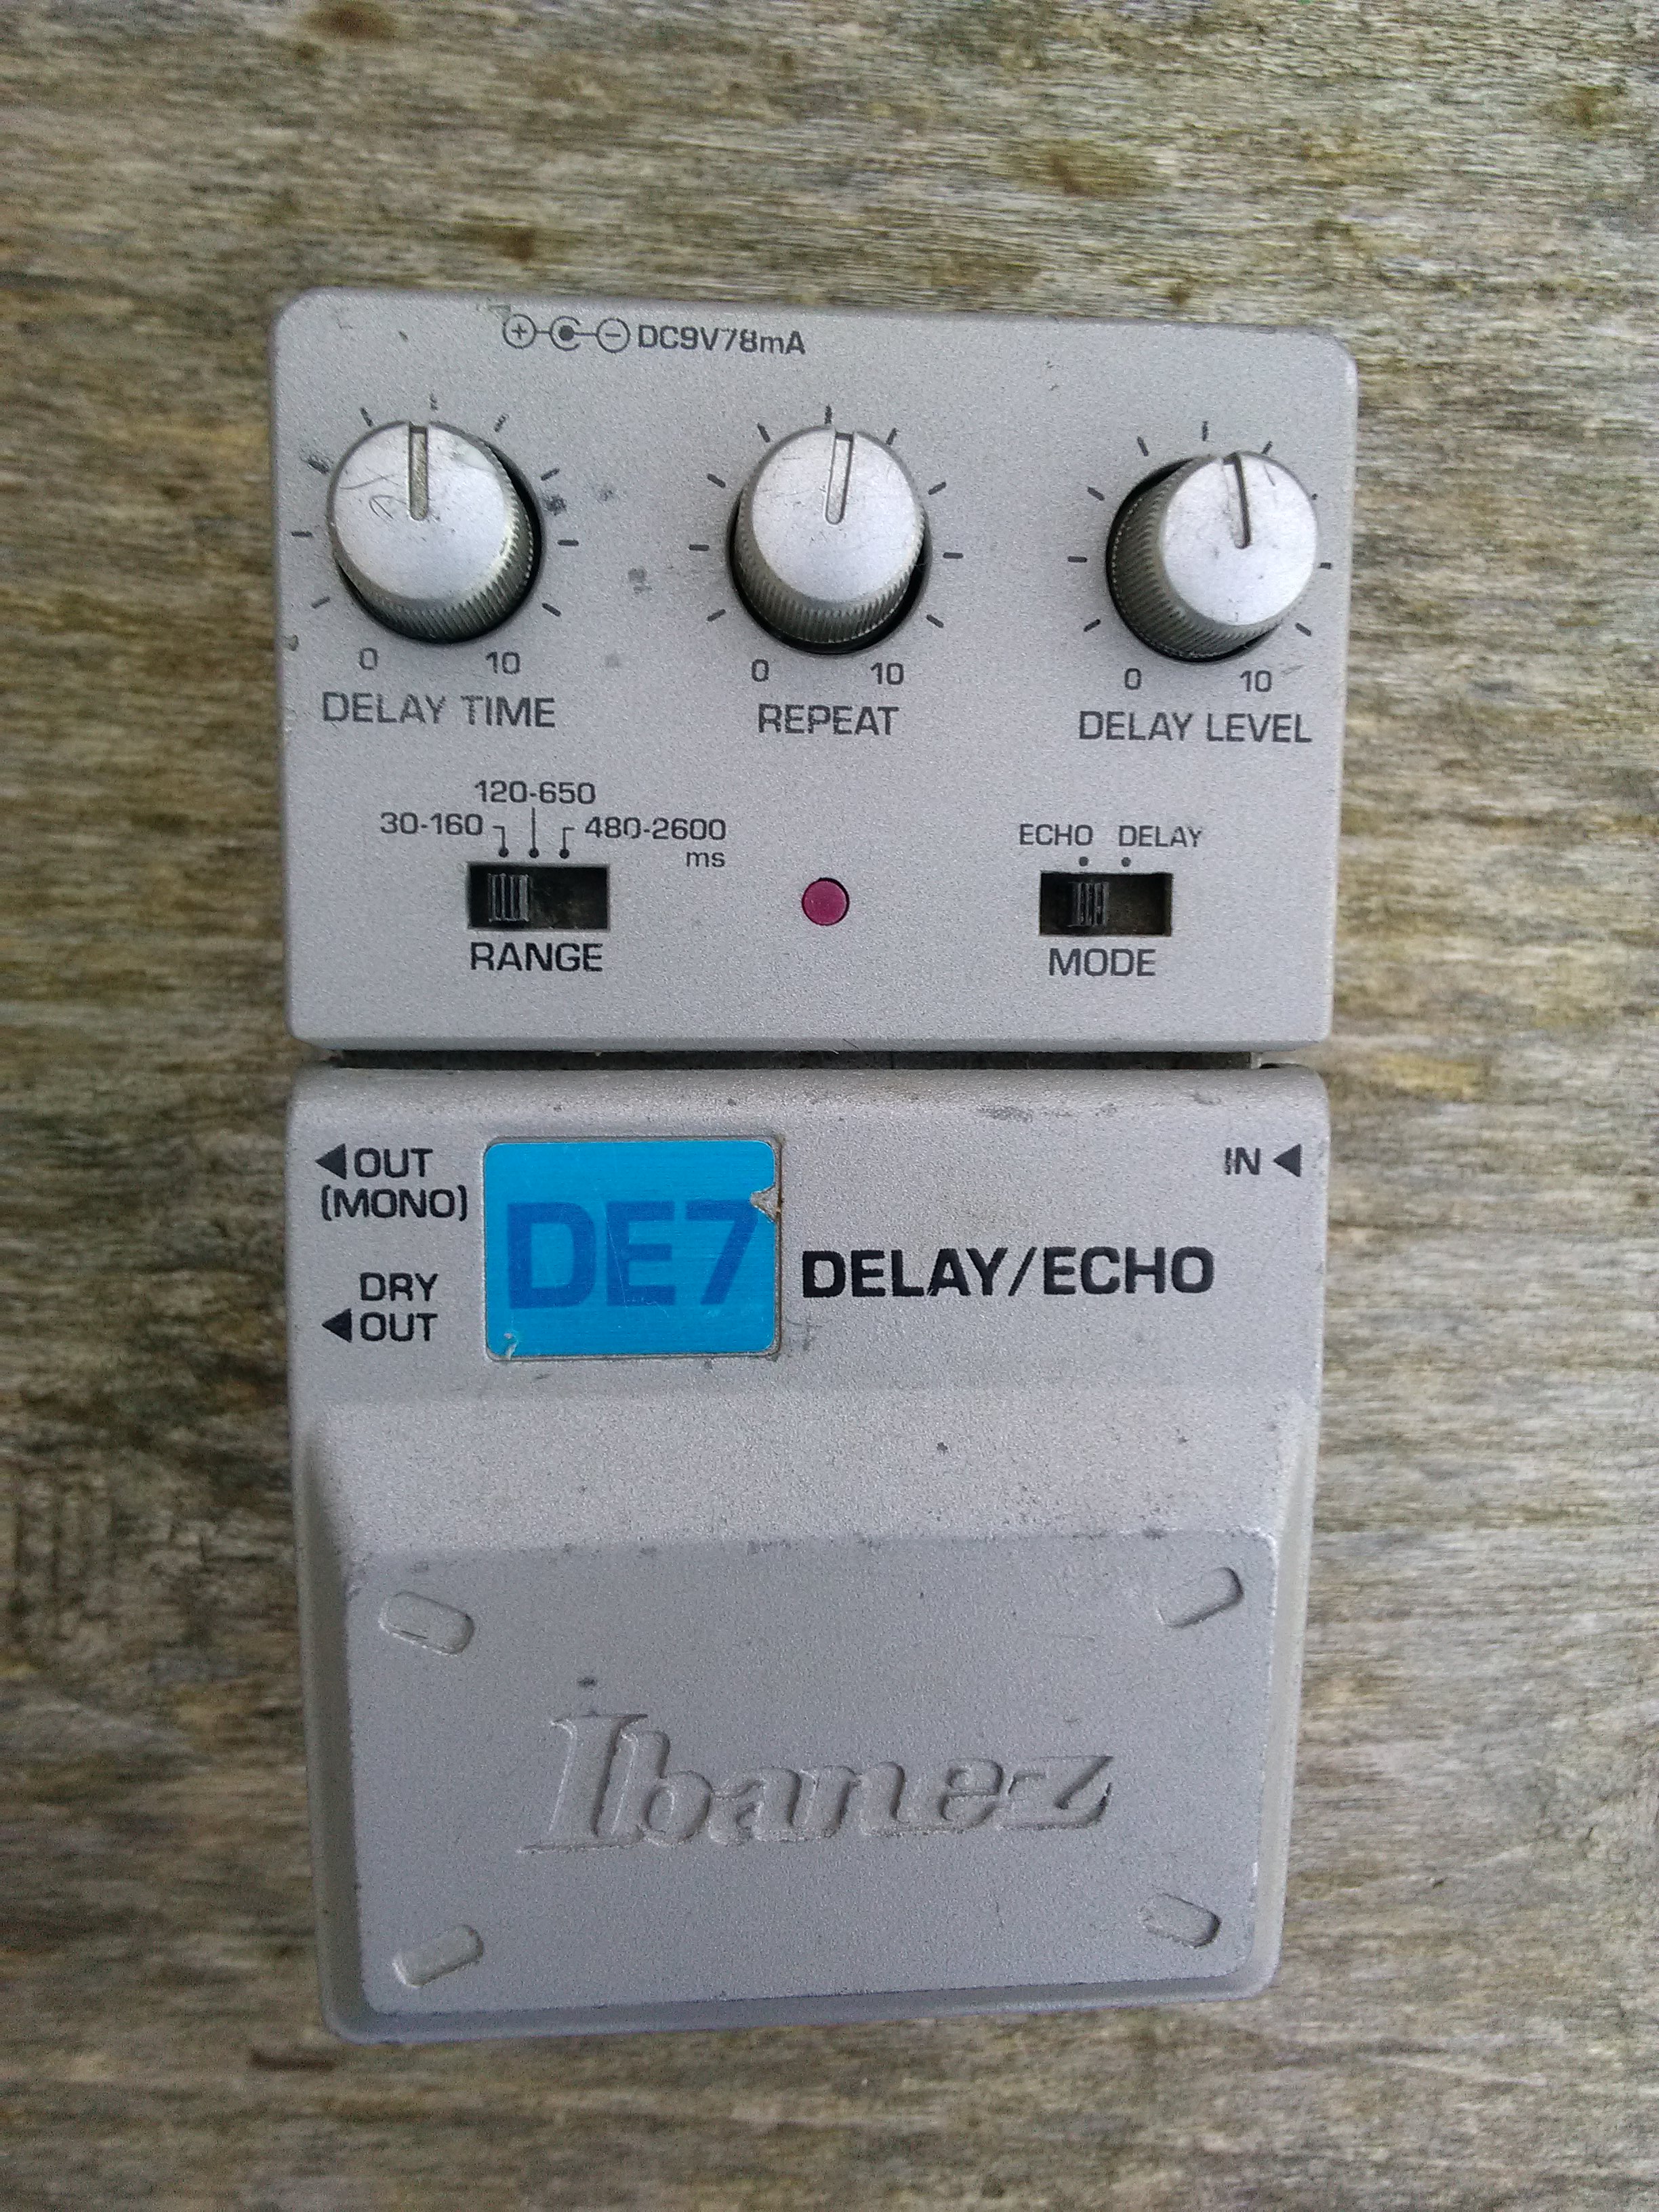 DC9V78mA
0 10
DELAY TIME
0 10
REPEAT
0 10
DELAY LEVEL
120-650
30-160 480-2600
ms
RANGE
ECHO DELAY
MODE
OUT
(MONO)
DRY
OUT
DE7
DELAY/ECHO
IN
Ibanez